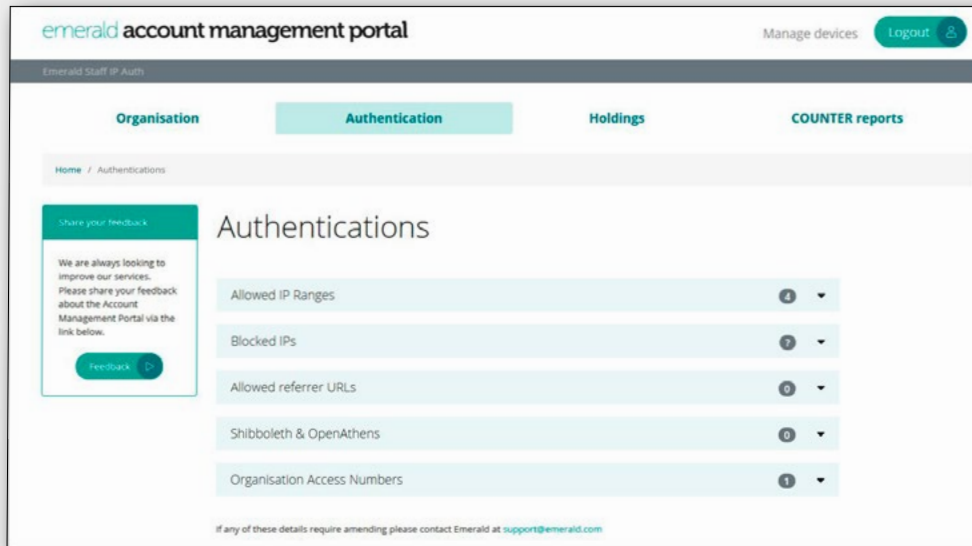 emerald account management portal
Manage devices
Logout
Emerald Staff IP Auth
Organisation
Authentication
Holdings
COUNTER reports
Home / Authentications
Share your feedback
We are always looking to
improve our services.
Please share your feedback
about the Account
Management Portal via the
link below.
Feedback
Authentications
Allowed IP Ranges 4
Blocked IPs 7
Allowed referrer URLs 0
Shibboleth & OpenAthens 0
Organisation Access Numbers 1
If any of these details require amending please contact Emerald at support@emerald.com